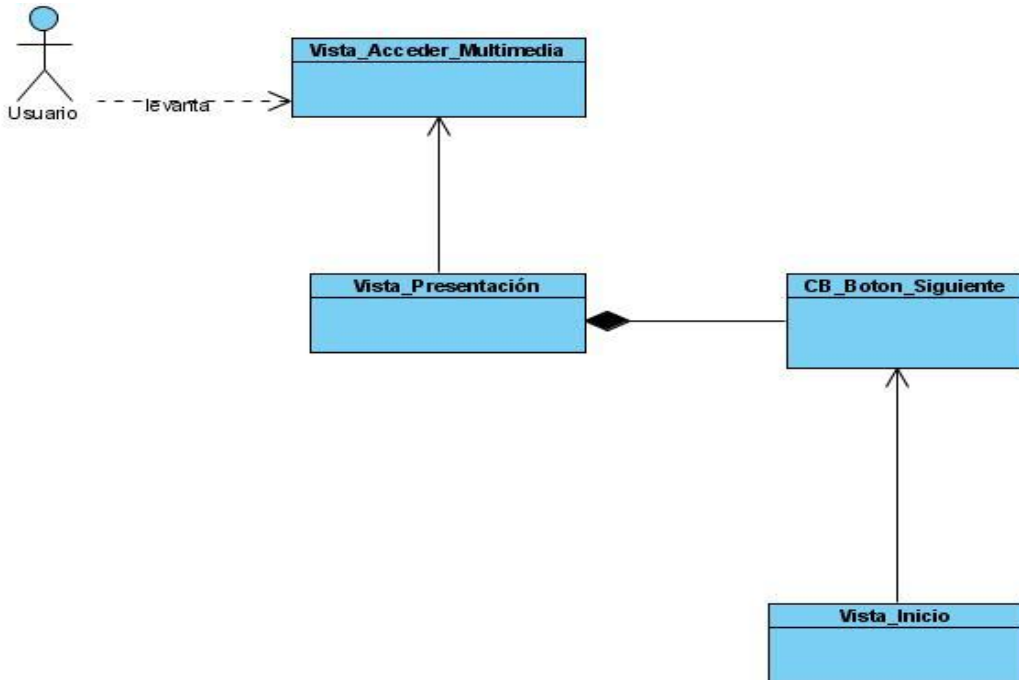 Vista_Acceder_Multimedia
levanta
Usuario
Vista_Presentación
CB_Boton_Siguiente
Vista_Inicio